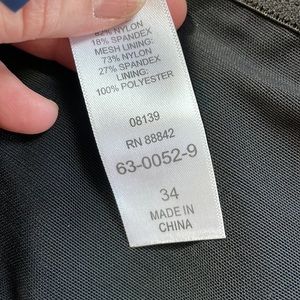 82% NYLON
18% SPANDEX
MESH LINING:
73% NYLON
27% SPANDEX
LINING:
100% POLYESTER
08139
RN 88842
63-0052-9
34
MADE IN
CHINA